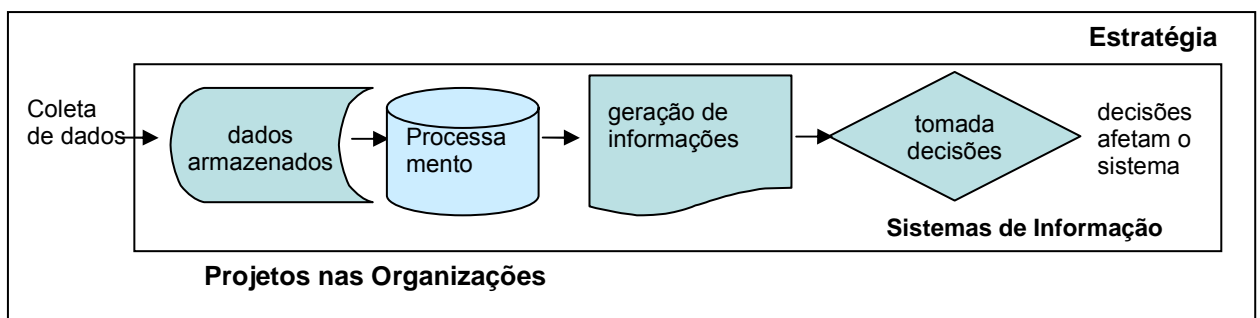 Estratégia
Coleta
de dados
dados
armazenados
Processa
mento
geração de
informações
tomada
decisões
decisões
afetam o
sistema
Sistemas de Informação
Projetos nas Organizações